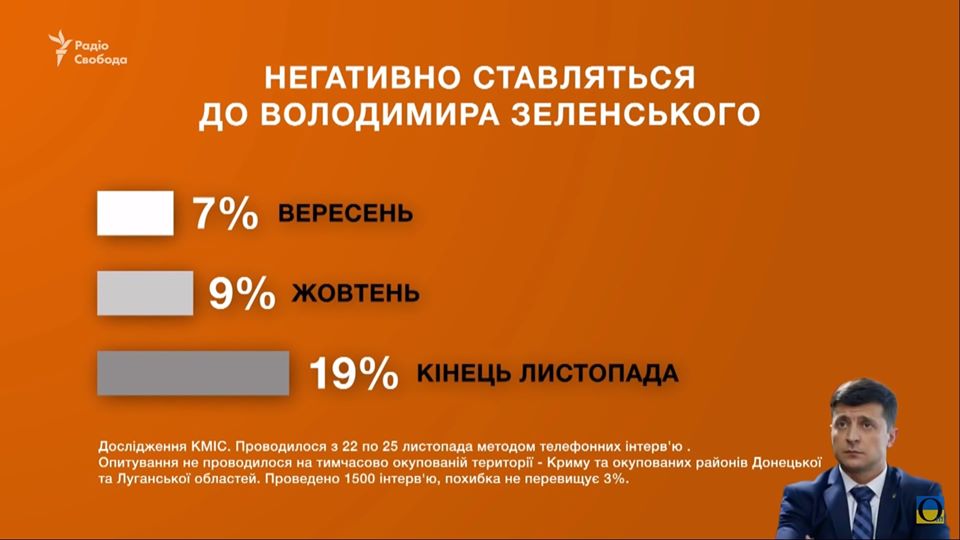 Радіо
Свобода
НЕГАТИВНО СТАВЛЯТЬСЯ
ДО ВОЛОДИМИРА ЗЕЛЕНСЬКОГО
7% ВЕРЕСЕНЬ
9% ЖОВТЕНЬ
19% КІНЕЦЬ ЛИСТОПАДА
Дослідження КМІС. Проводилося з 22 по 25 листопада методом телефонних інтерв'ю .
Опитування не проводилося на тимчасово окупованій території - Криму та окупованих районів Донецької
та Луганської областей. Проведено 1500 інтерв'ю, похибка не перевищує 3%.